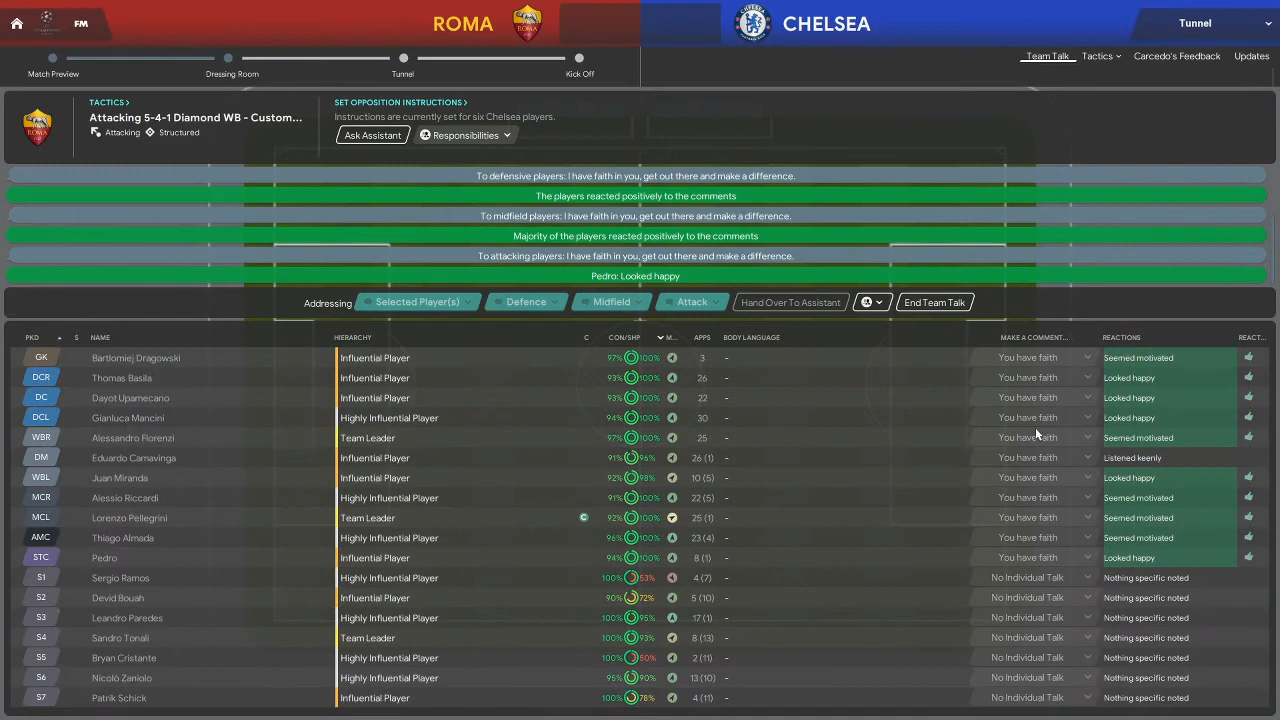 FM
ROMA
CHELSEA
Tunnel
Match Preview
Dressing Room
Tunnel
Kick Off
Team Talk
Tactics
Carcedo's Feedback
Updates
TACTICS >
Attacking 5-4-1 Diamond WB - Custom...
Attacking Structured
SET OPPOSITION INSTRUCTIONS >
Instructions are currently set for six Chelsea players.
Ask Assistant Responsibilities
To defensive players: I have faith in you, get out there and make a difference.
The players reacted positively to the comments
To midfield players: I have faith in you, get out there and make a difference.
Majority of the players reacted positively to the comments
To attacking players: I have faith in you, get out there and make a difference.
Pedro: Looked happy
Addressing Selected Player(s) Defence Midfield Attack Hand Over To Assistant End Team Talk
PKD S NAME HIERARCHY C CON/SHP M... APPS BODY LANGUAGE MAKE A COMMENT... REACTIONS REACT...
GK Bartlomiej Dragowski Influential Player 97% 100% 3 - You have faith Seemed motivated
DCR Thomas Basila Influential Player 93% 100% 26 - You have faith Looked happy
DC Dayot Upamecano Influential Player 93% 100% 22 - You have faith Looked happy
DCL Gianluca Mancini Highly Influential Player 94% 100% 30 - You have faith Looked happy
WBR Alessandro Florenzi Team Leader 97% 100% 25 - You have faith Seemed motivated
DM Eduardo Camavinga Influential Player 91% 96% 26 (1) - You have faith Listened keenly
WBL Juan Miranda Influential Player 92% 98% 10 (5) - You have faith Looked happy
MCR Alessio Riccardi Highly Influential Player 91% 100% 22 (5) - You have faith Seemed motivated
MCL Lorenzo Pellegrini Team Leader C 92% 100% 25 (1) - You have faith Seemed motivated
AMC Thiago Almada Highly Influential Player 96% 100% 23 (4) - You have faith Seemed motivated
STC Pedro Influential Player 94% 100% 8 (1) - You have faith Looked happy
S1 Sergio Ramos Highly Influential Player 100% 53% 4 (7) - No Individual Talk Nothing specific noted
S2 Devid Bouah Influential Player 90% 72% 5 (10) - No Individual Talk Nothing specific noted
S3 Leandro Paredes Highly Influential Player 100% 95% 17 (1) - No Individual Talk Nothing specific noted
S4 Sandro Tonali Team Leader 100% 93% 8 (13) - No Individual Talk Nothing specific noted
S5 Bryan Cristante Highly Influential Player 100% 50% 2 (11) - No Individual Talk Nothing specific noted
S6 Nicolò Zaniolo Highly Influential Player 95% 90% 13 (10) - No Individual Talk Nothing specific noted
S7 Patrik Schick Influential Player 100% 78% 4 (11) - No Individual Talk Nothing specific noted